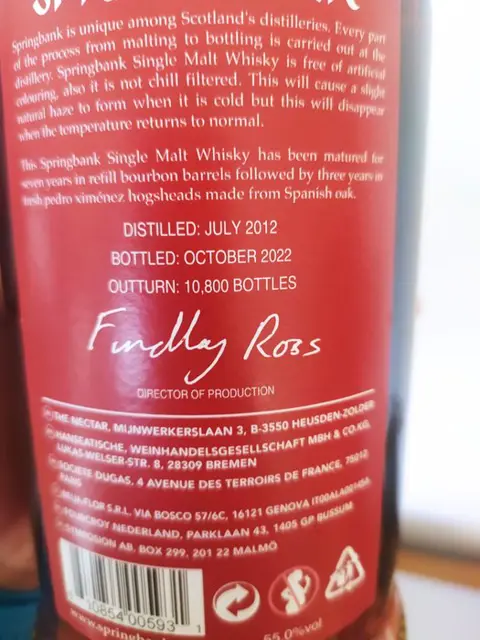 Springbank is unique among Scotland's distilleries. Every part
of the process from malting to bottling is carried out at the
distillery. Springbank Single Malt Whisky is free of artificial
colouring, also it is not chill filtered. This will cause a slight
natural haze to form when it is cold but this will disappear
when the temperature returns to normal.
This Springbank Single Malt Whisky has been matured for
seven years in refill bourbon barrels followed by three years in
fresh pedro ximénez hogsheads made from Spanish oak.
DISTILLED: JULY 2012
BOTTLED: OCTOBER 2022
OUTTURN: 10,800 BOTTLES
Findlay Ross
DIRECTOR OF PRODUCTION
THE NECTAR, MIJNWERKERSLAAN 3, B-3550 HEUSDEN-ZOLDER
HANSEATISCHE, WEINHANDELSGESELLSCHAFT MBH & CO.KG,
LUKAS-WELSER-STR. 8, 28309 BREMEN
SOCIETE DUGAS, 4 AVENUE DES TERROIRS DE FRANCE, 75012
PARIS
S.R.L. VIA BOSCO 57/6C, 16121 GENOVA
NEDERLAND, PARKLAAN 43, 1405 GP BUSSUM
SYMPOSION AB, BOX 299, 201 22 MALMÖ
10854 00593 1
www.springbank
55.0%vol